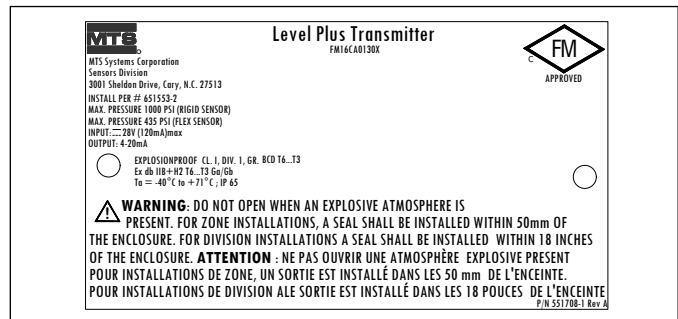 MTS
Level Plus Transmitter
FM16CA0130X
C FM
APPROVED
MTS Systems Corporation
Sensors Division
3001 Sheldon Drive, Cary, N.C. 27513
INSTALL PER # 651553-2
MAX. PRESSURE 1000 PSI (RIGID SENSOR)
MAX. PRESSURE 435 PSI (FLEX SENSOR)
INPUT: ⎓ 28V (120mA)max
OUTPUT: 4-20mA
EXPLOSIONPROOF CL. I, DIV. 1, GR. BCD T6...T3
Ex db IIB+H2 T6...T3 Ga/Gb
Ta = -40°C to +71°C ; IP 65
WARNING: DO NOT OPEN WHEN AN EXPLOSIVE ATMOSPHERE IS
PRESENT. FOR ZONE INSTALLATIONS, A SEAL SHALL BE INSTALLED WITHIN 50mm OF
THE ENCLOSURE. FOR DIVISION INSTALLATIONS A SEAL SHALL BE INSTALLED WITHIN 18 INCHES
OF THE ENCLOSURE. ATTENTION : NE PAS OUVRIR UNE ATMOSPHÈRE EXPLOSIVE PRESENT
POUR INSTALLATIONS DE ZONE, UN SORTIE EST INSTALLÉ DANS LES 50 mm DE L'ENCEINTE.
POUR INSTALLATIONS DE DIVISION ALE SORTIE EST INSTALLÉ DANS LES 18 POUCES DE L'ENCEINTE
P/N 551708-1 Rev A